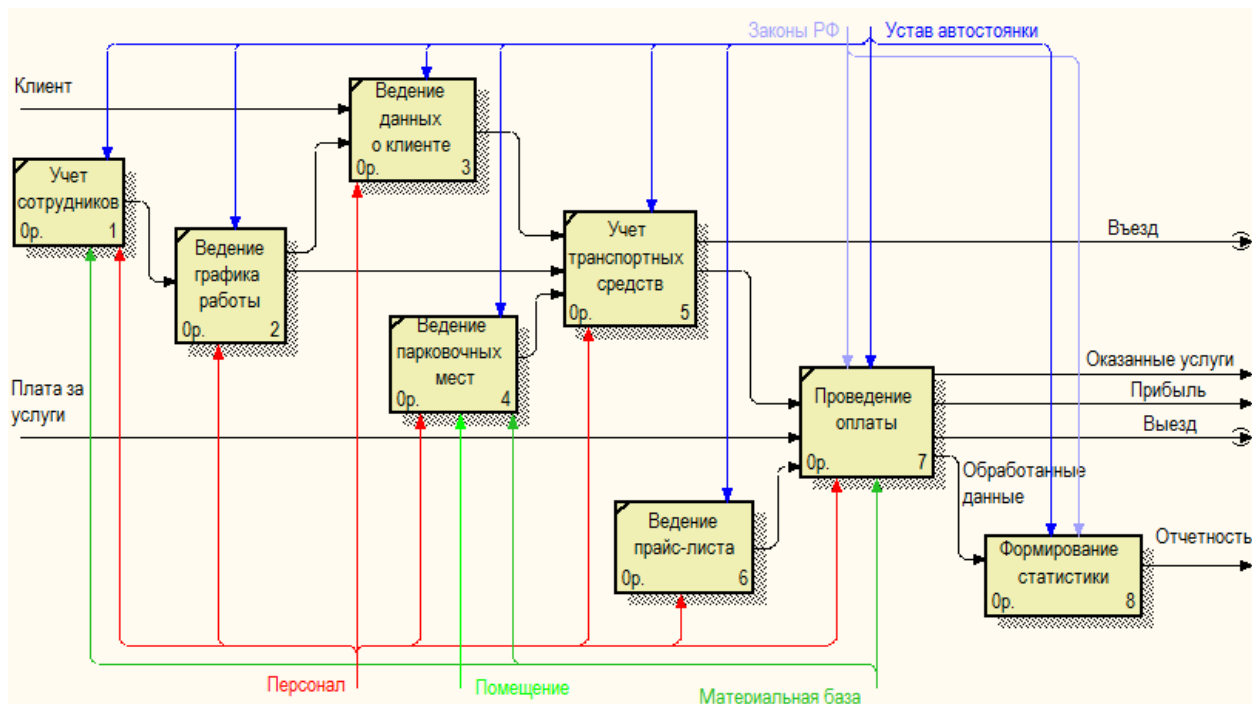 Законы РФ
Устав автостоянки
Клиент
Ведение
данных
о клиенте
0р. 3
Учет
сотрудников
0р. 1
Ведение
графика
работы
0р. 2
Учет
транспортных
средств
0р. 5
Въезд
Ведение
парковочных
мест
0р. 4
Плата за
услуги
Проведение
оплаты
0р. 7
Оказанные услуги
Прибыль
Выезд
Обработанные
данные
Ведение
прайс-листа
0р. 6
Формирование
статистики
0р. 8
Отчетность
Персонал
Помещение
Материальная база